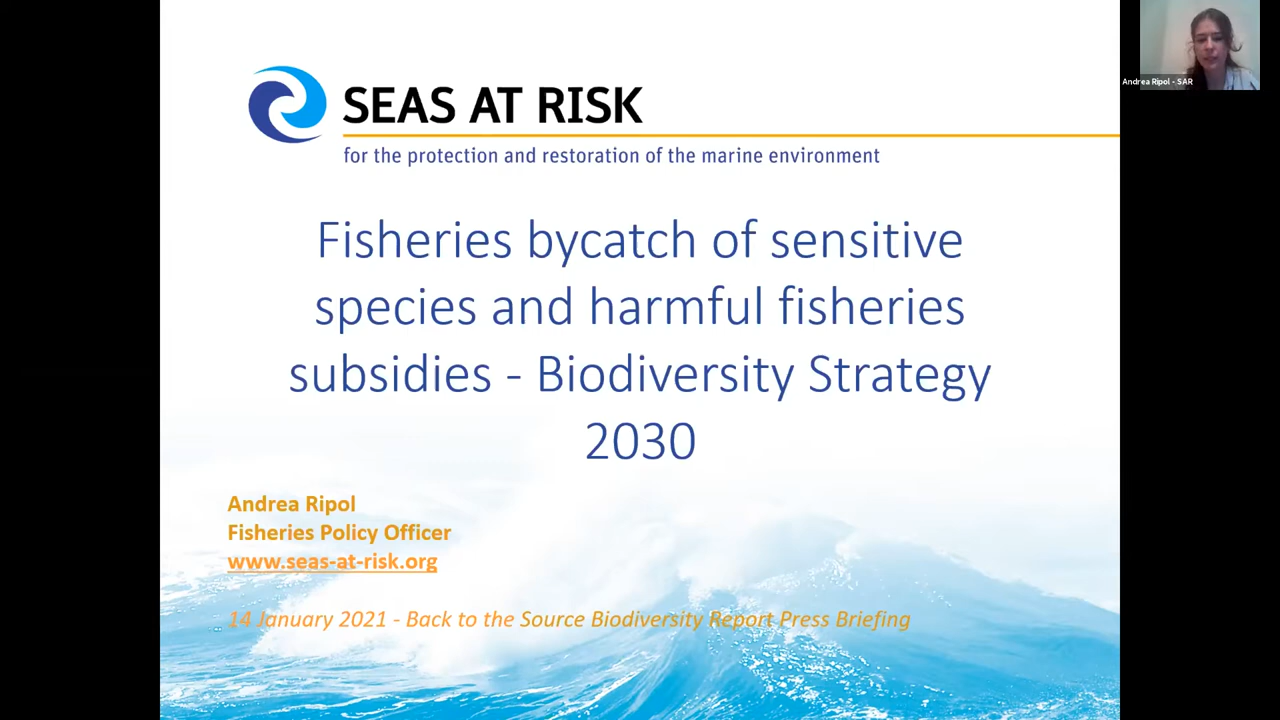 SEAS AT RISK
for the protection and restoration of the marine environment
Fisheries bycatch of sensitive
species and harmful fisheries
subsidies - Biodiversity Strategy
2030
Andrea Ripol
Fisheries Policy Officer
www.seas-at-risk.org
14 January 2021 - Back to the Source Biodiversity Report Press Briefing
Andrea Ripol - SAR